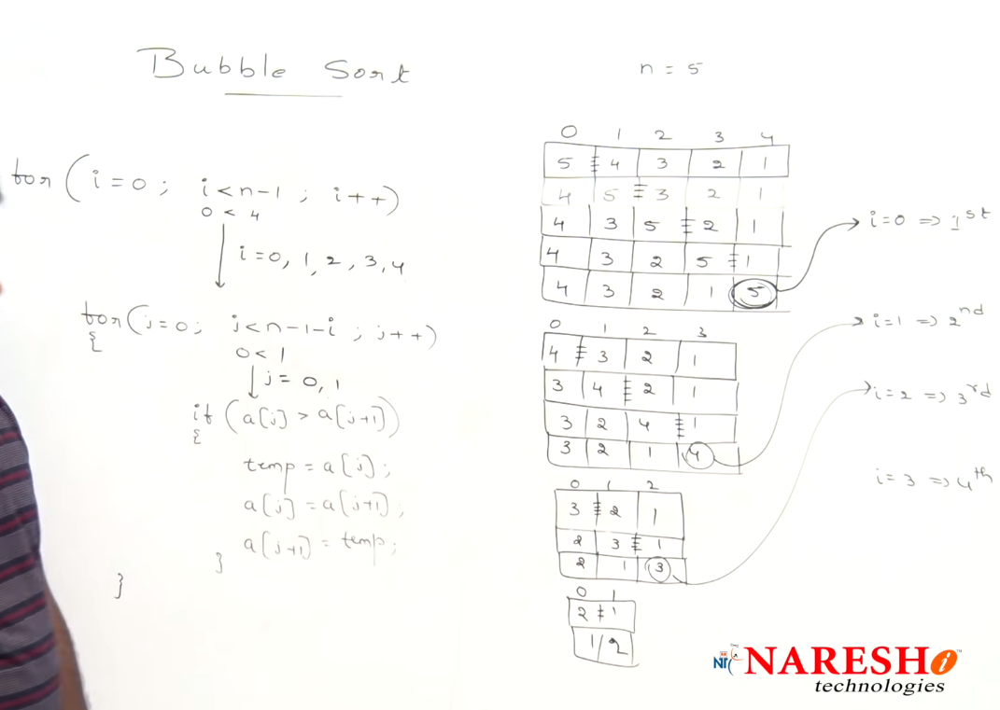 Bubble Sort
for (i=0 ; i<n-1 ; i++)
0 < 4
i=0, 1, 2, 3, 4
for (j=0; j<n-1-i ; j++)
{
0 < 1
j= 0, 1
if (a[j] > a[j+1])
{
temp = a[j];
a[j] = a[j+1];
a[j+1] = temp;
}
}
n = 5
0 1 2 3 4
5 4 3 2 1
4 5 3 2 1
4 3 5 2 1
4 3 2 5 1
4 3 2 1 5
0 1 2 3
4 3 2 1
3 4 2 1
3 2 4 1
3 2 1 4
0 1 2
3 2 1
2 3 1
2 1 3
0 1
2 1
1 2
i=0 => 1st
i=1 => 2nd
i=2 => 3rd
i=3 => 4th
NARESH i
technologies